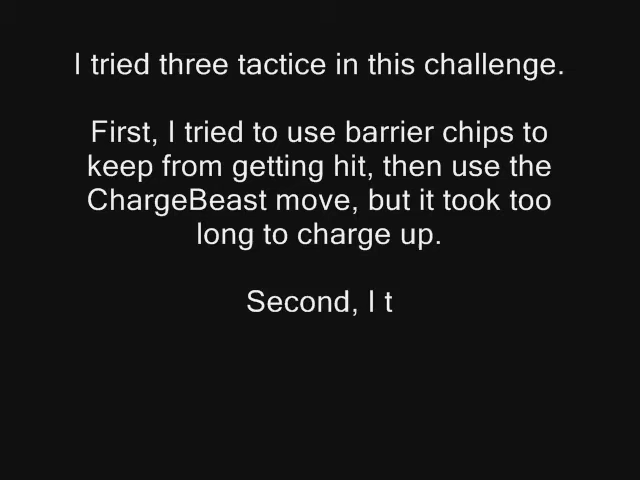 I tried three tactice in this challenge.
First, I tried to use barrier chips to
keep from getting hit, then use the
ChargeBeast move, but it took too
long to charge up.
Second, I t